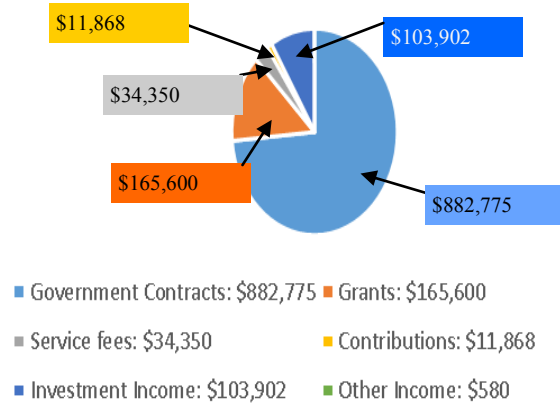 $11,868
$103,902
$34,350
$165,600
$882,775
Government Contracts: $882,775
Grants: $165,600
Service fees: $34,350
Contributions: $11,868
Investment Income: $103,902
Other Income: $580